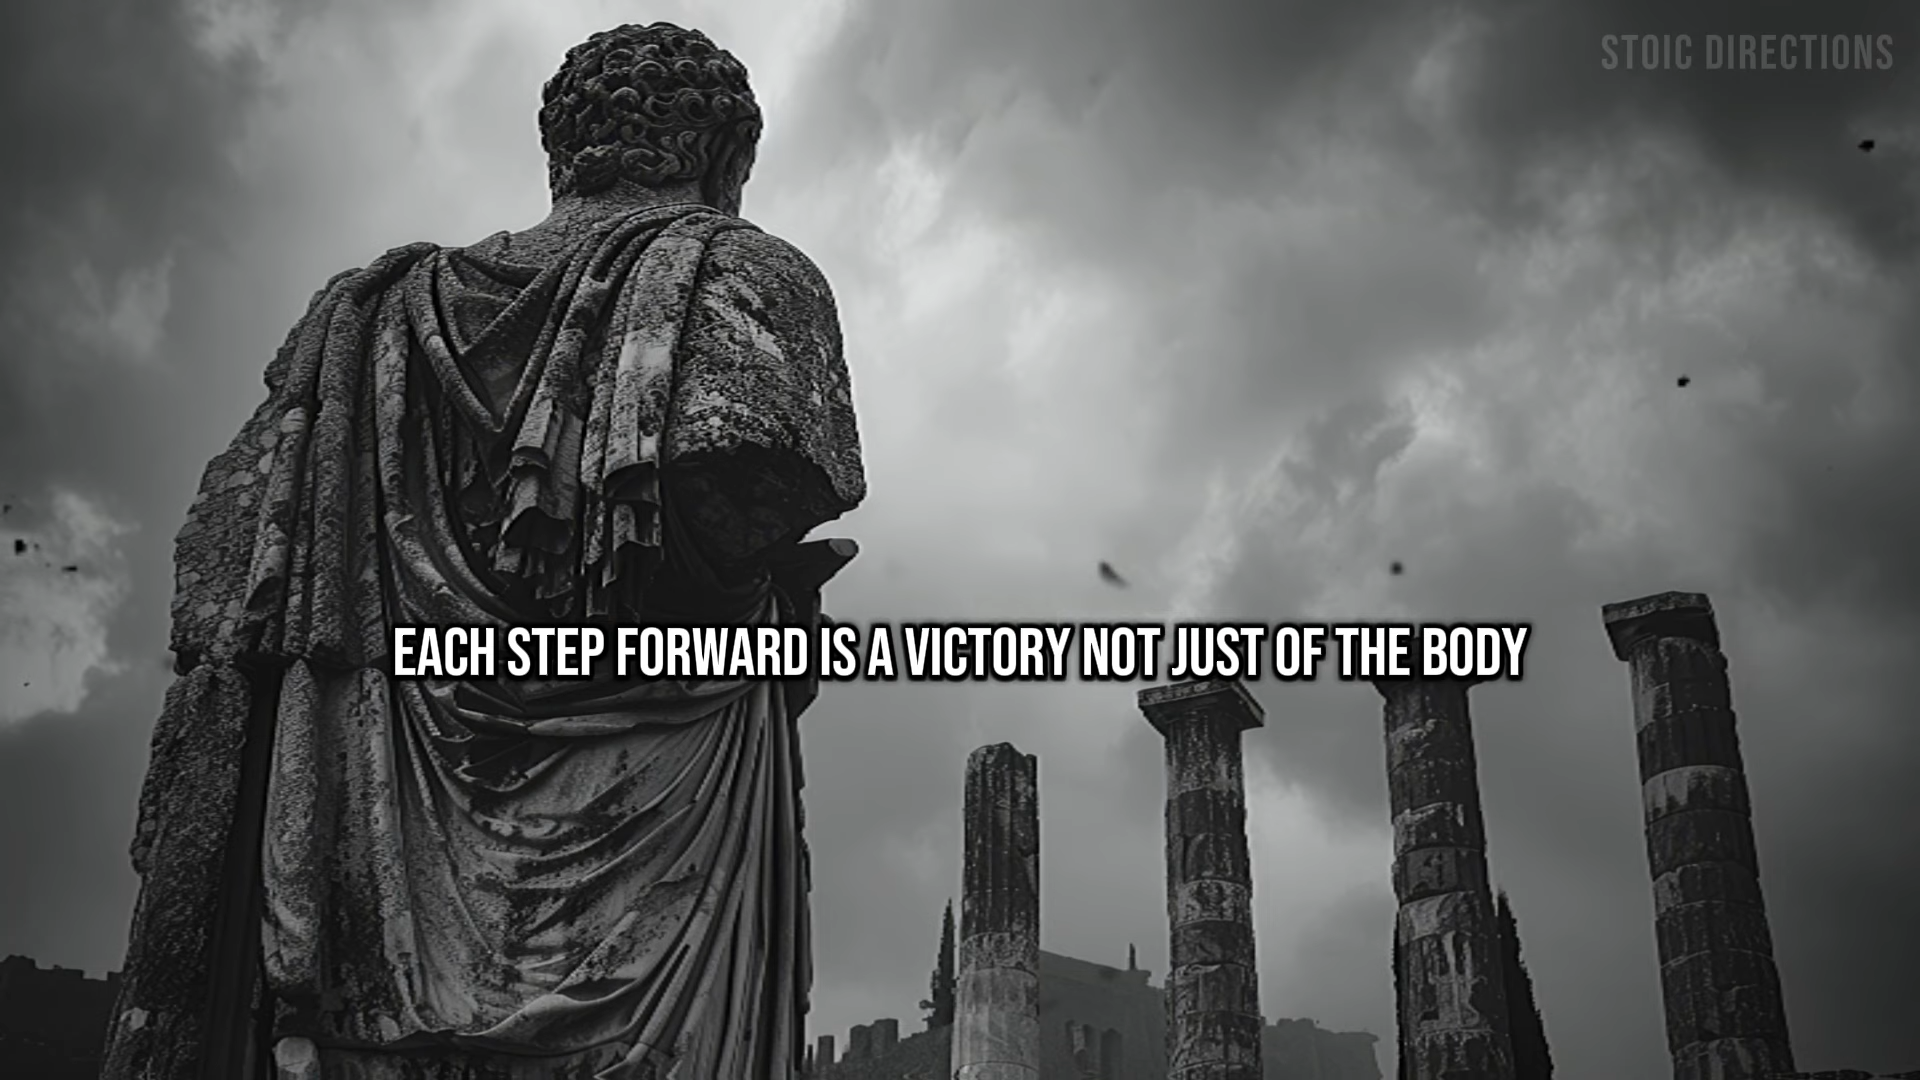 STOIC DIRECTIONS
EACH STEP FORWARD IS A VICTORY NOT JUST OF THE BODY